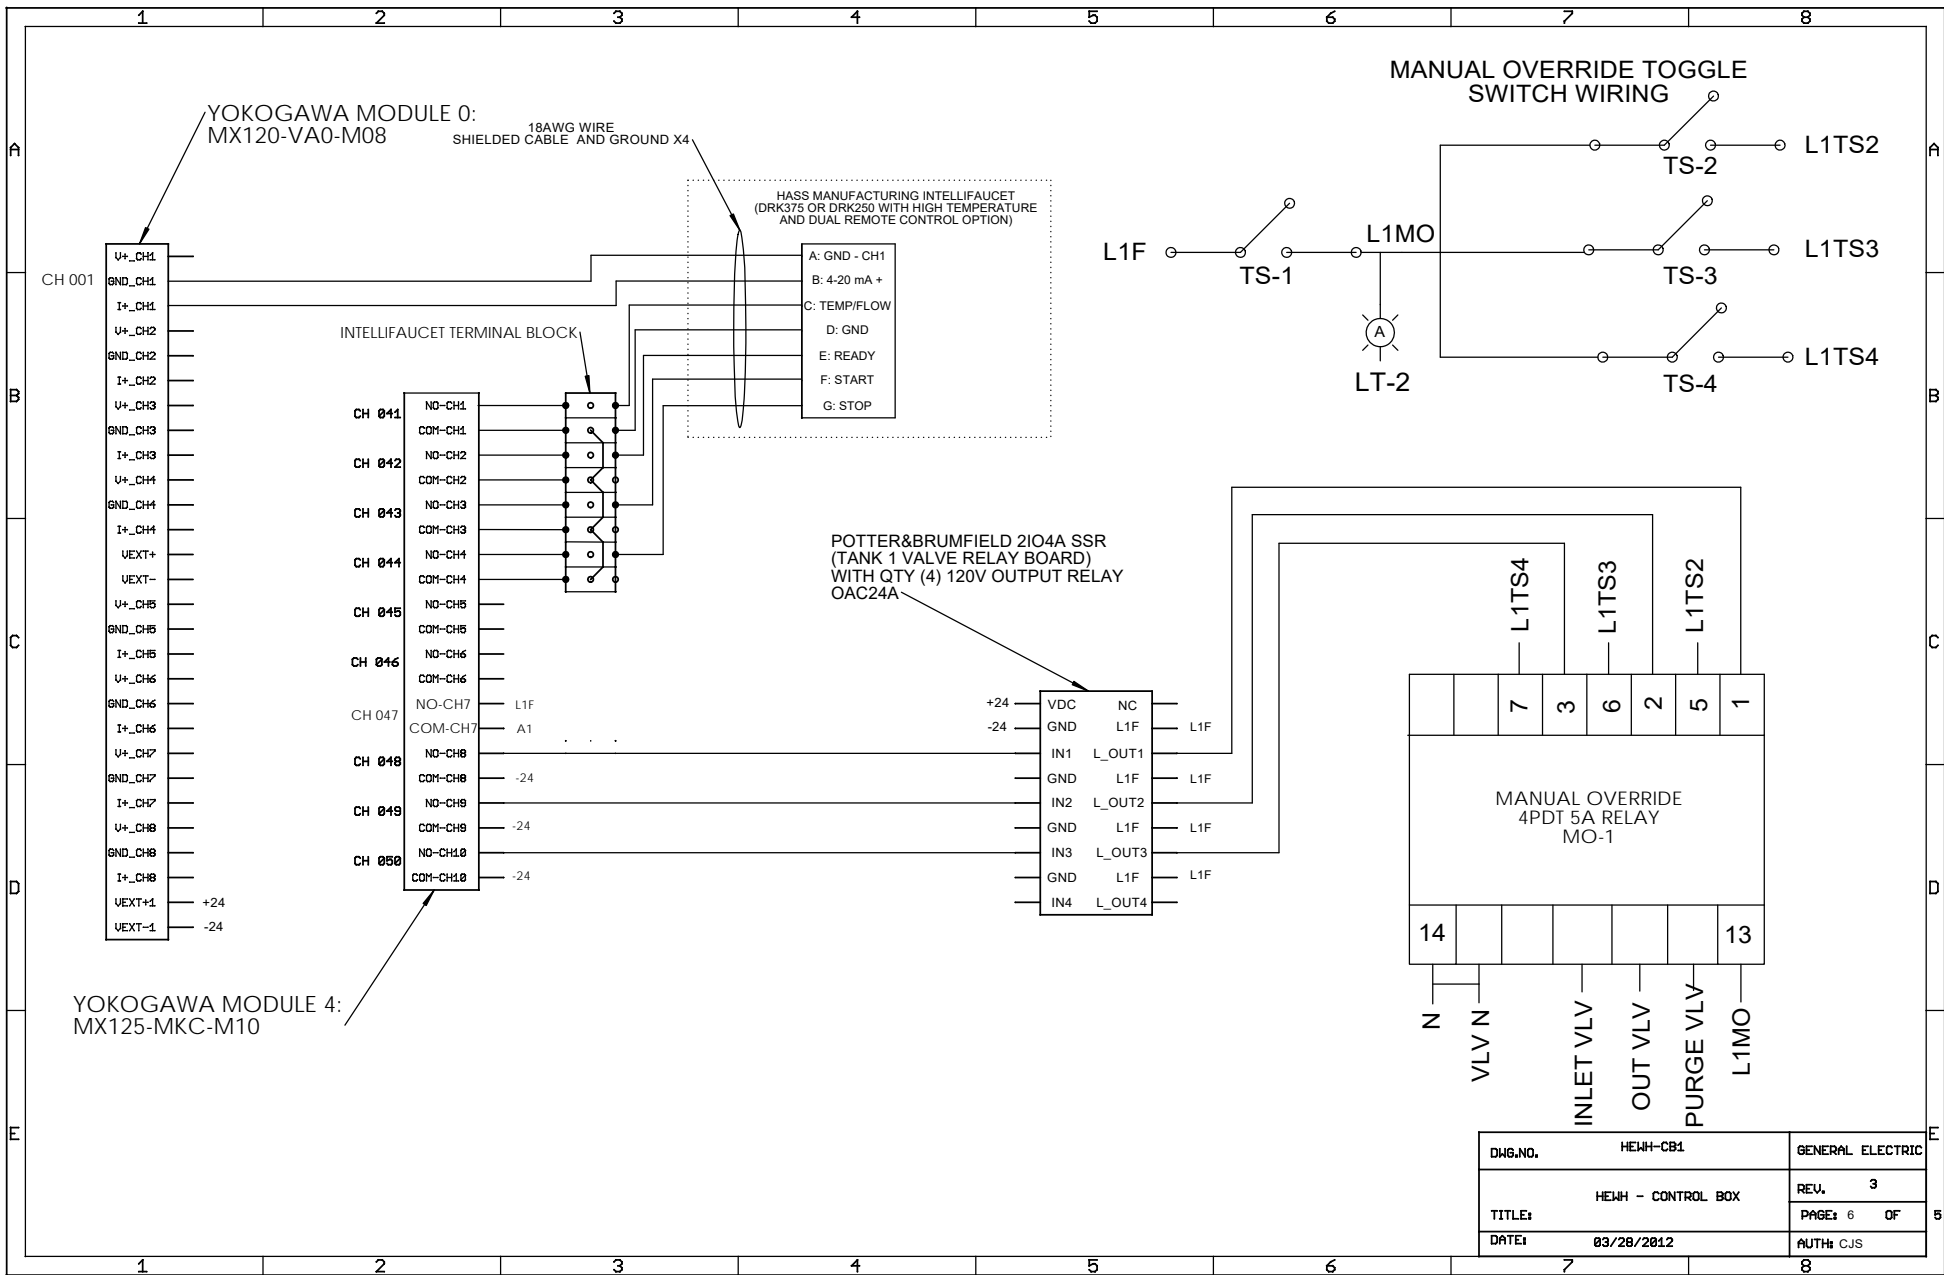 1 2 3 4 5 6 7 8
A
B
C
D
E
A
B
C
D
E
1 2 3 4 5 6 7 8
YOKOGAWA MODULE 0:
MX120-VA0-M08
18AWG WIRE
SHIELDED CABLE AND GROUND X4
HASS MANUFACTURING INTELLIFAUCET
(DRK375 OR DRK250 WITH HIGH TEMPERATURE
AND DUAL REMOTE CONTROL OPTION)
A: GND - CH1
B: 4-20 mA +
C: TEMP/FLOW
D: GND
E: READY
F: START
G: STOP
INTELLIFAUCET TERMINAL BLOCK
CH 001
V+_CH1
GND_CH1
I+_CH1
V+_CH2
GND_CH2
I+_CH2
V+_CH3
GND_CH3
I+_CH3
V+_CH4
GND_CH4
I+_CH4
VEXT+
VEXT-
V+_CH5
GND_CH5
I+_CH5
V+_CH6
GND_CH6
I+_CH6
V+_CH7
GND_CH7
I+_CH7
V+_CH8
GND_CH8
I+_CH8
VEXT+1 +24
VEXT-1 -24
CH 041
NO-CH1
COM-CH1
CH 042
NO-CH2
COM-CH2
CH 043
NO-CH3
COM-CH3
CH 044
NO-CH4
COM-CH4
CH 045
NO-CH5
COM-CH5
CH 046
NO-CH6
COM-CH6
CH 047
NO-CH7 L1F
COM-CH7 A1
CH 048
NO-CH8
COM-CH8 -24
CH 049
NO-CH9
COM-CH9 -24
CH 050
NO-CH10
COM-CH10 -24
YOKOGAWA MODULE 4:
MX125-MKC-M10
POTTER&BRUMFIELD 2IO4A SSR
(TANK 1 VALVE RELAY BOARD)
WITH QTY (4) 120V OUTPUT RELAY
OAC24A
+24 VDC NC
-24 GND L1F L1F
IN1 L_OUT1
GND L1F L1F
IN2 L_OUT2
GND L1F L1F
IN3 L_OUT3
GND L1F L1F
IN4 L_OUT4
MANUAL OVERRIDE TOGGLE
SWITCH WIRING
L1F
TS-1
L1MO
A
LT-2
TS-2
L1TS2
TS-3
L1TS3
TS-4
L1TS4
L1TS4
L1TS3
L1TS2
7 3 6 2 5 1
MANUAL OVERRIDE
4PDT 5A RELAY
MO-1
14 13
N
VLV N
INLET VLV
OUT VLV
PURGE VLV
L1MO
DWG.NO. HEWH-CB1
GENERAL ELECTRIC
REV. 3
HEWH - CONTROL BOX
TITLE:
PAGE: 6 OF 5
DATE: 03/28/2012
AUTH: CJS